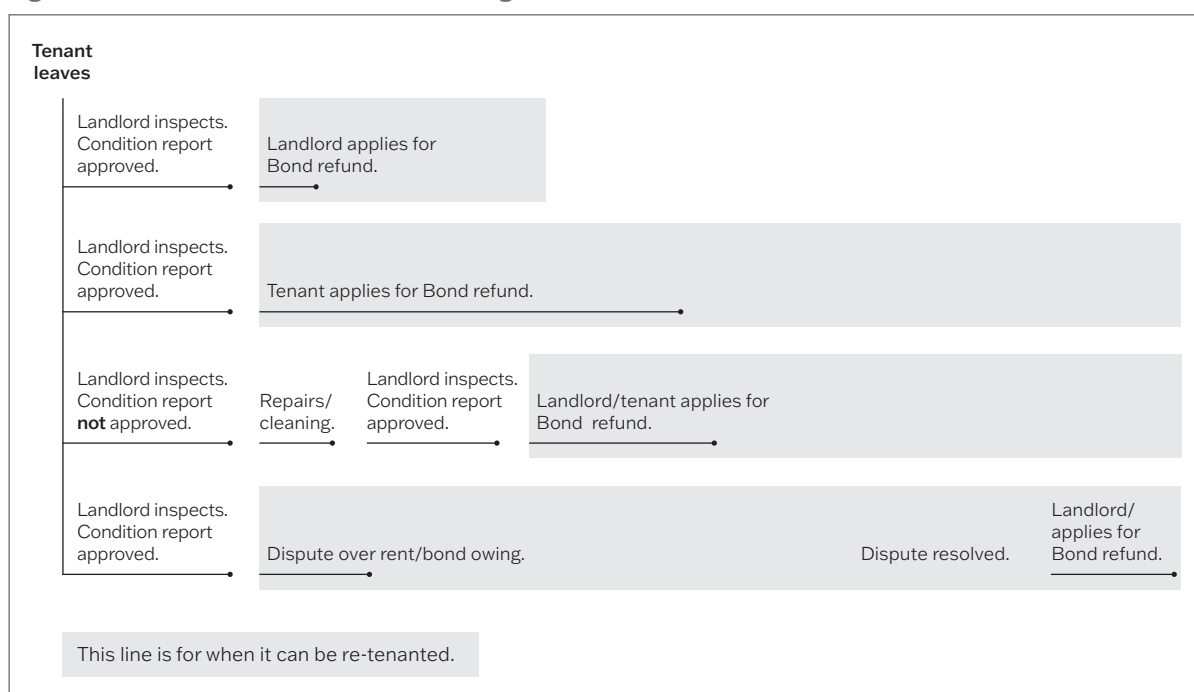 Tenant
leaves
Landlord inspects.
Condition report
approved.
Landlord applies for
Bond refund.
Landlord inspects.
Condition report
approved.
Tenant applies for Bond refund.
Landlord inspects.
Condition report
not approved.
Repairs/
cleaning.
Landlord inspects.
Condition report
approved.
Landlord/tenant applies for
Bond refund.
Landlord inspects.
Condition report
approved.
Dispute over rent/bond owing.
Dispute resolved.
Landlord/
applies for
Bond refund.
This line is for when it can be re-tenanted.